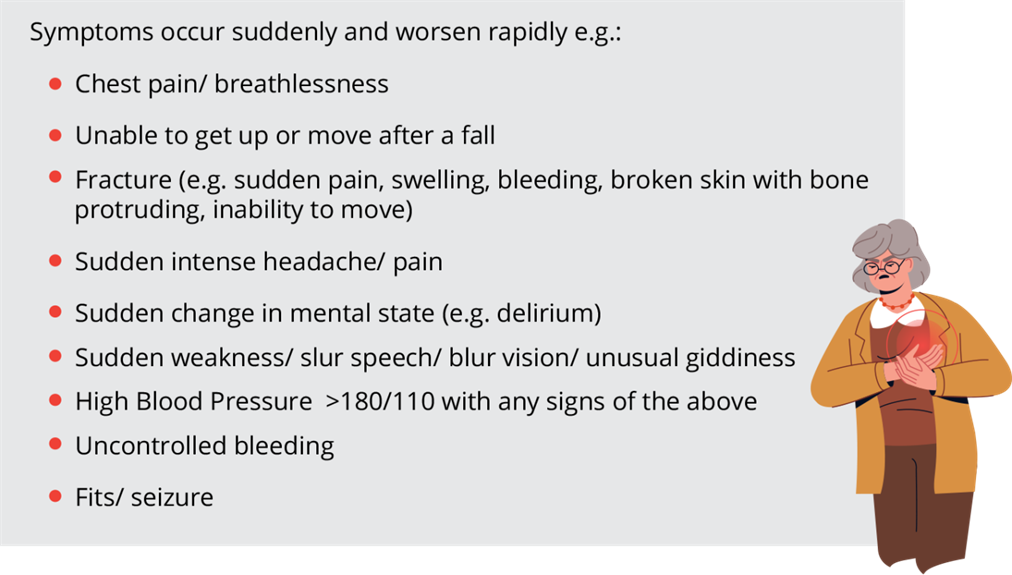 Symptoms occur suddenly and worsen rapidly e.g.:
Chest pain/ breathlessness
Unable to get up or move after a fall
Fracture (e.g. sudden pain, swelling, bleeding, broken skin with bone
protruding, inability to move)
Sudden intense headache/ pain
Sudden change in mental state (e.g. delirium)
Sudden weakness/ slur speech/ blur vision/ unusual giddiness
High Blood Pressure  >180/110 with any signs of the above
Uncontrolled bleeding
Fits/ seizure